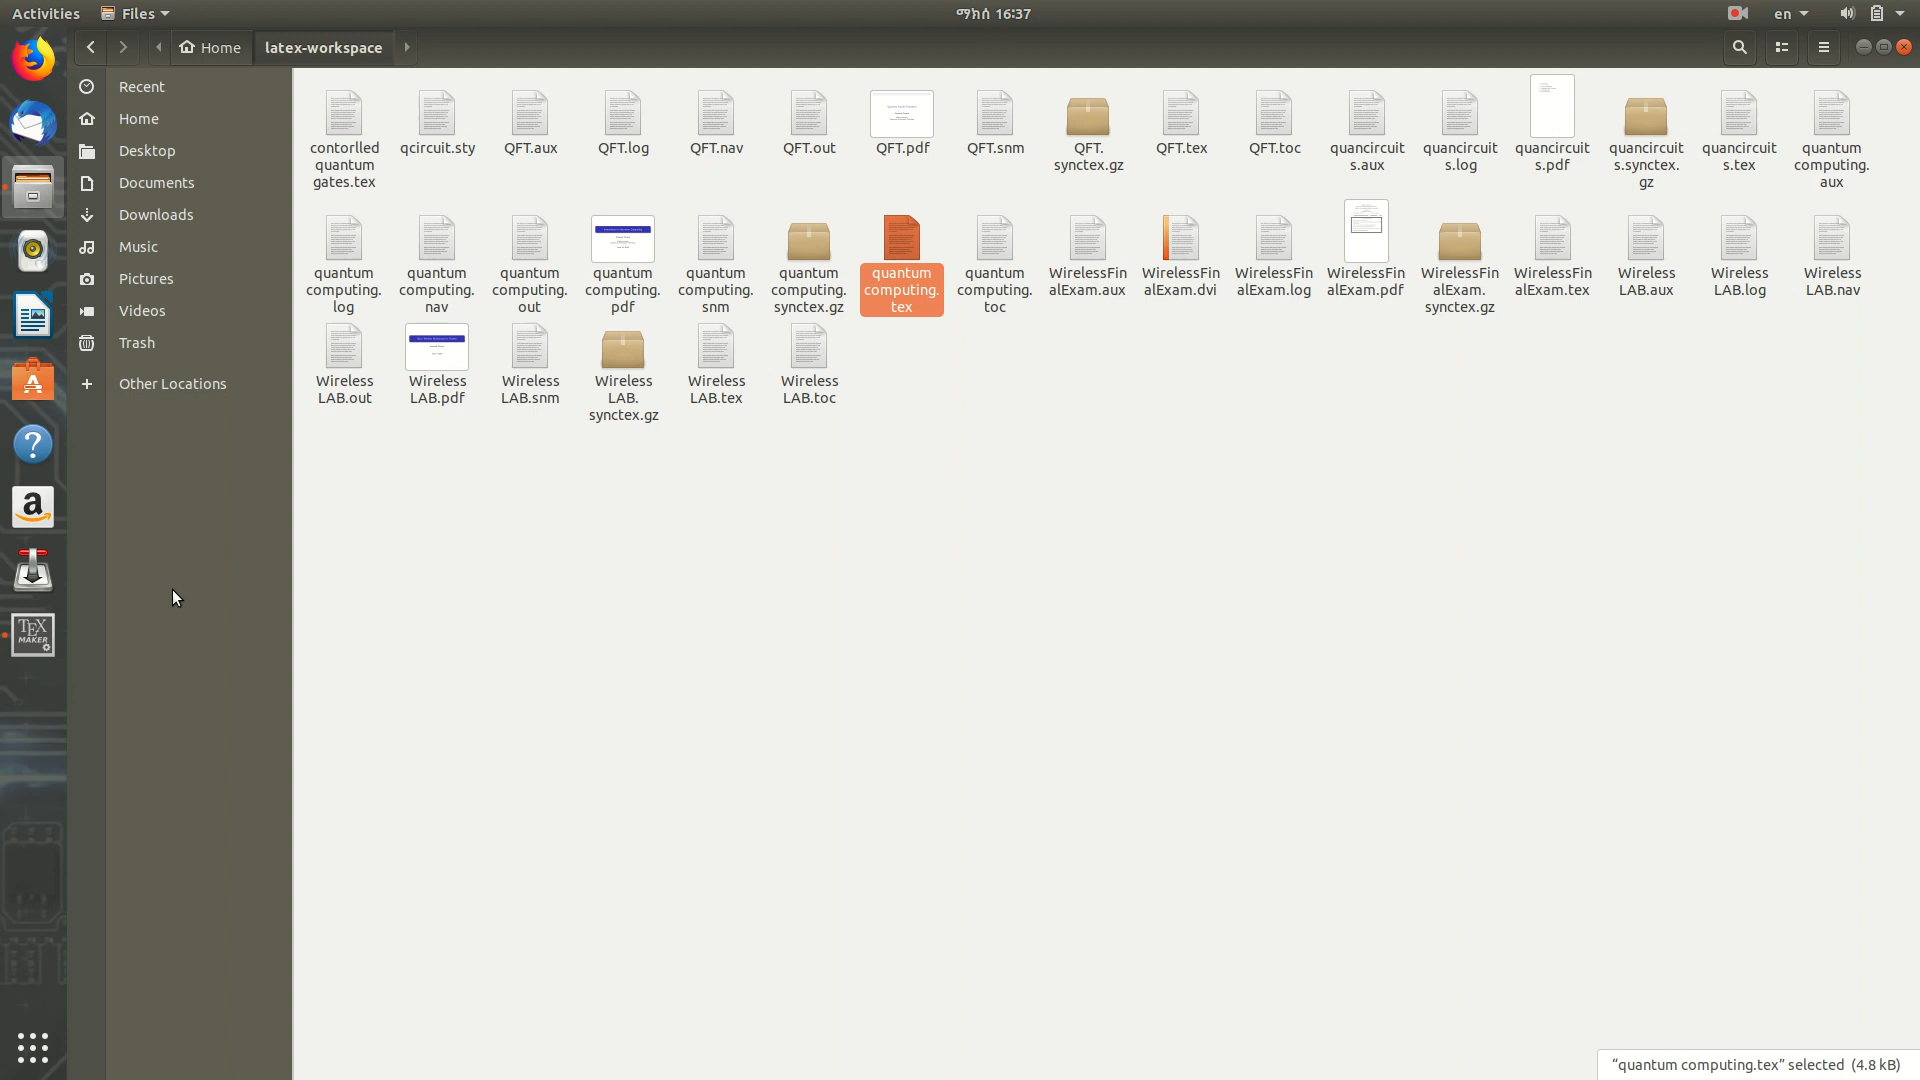 Activities
Files
ማክሰ 16:37
en
Home
latex-workspace
Recent
Home
Desktop
Documents
Downloads
Music
Pictures
Videos
Trash
Other Locations
contorlled
quantum
gates.tex
qcircuit.sty
QFT.aux
QFT.log
QFT.nav
QFT.out
QFT.pdf
QFT.snm
QFT.
synctex.gz
QFT.tex
QFT.toc
quancircuit
s.aux
quancircuit
s.log
quancircuit
s.pdf
quancircuit
s.synctex.
gz
quancircuit
s.tex
quantum
computing.
aux
quantum
computing.
log
quantum
computing.
nav
quantum
computing.
out
quantum
computing.
pdf
quantum
computing.
snm
quantum
computing.
synctex.gz
quantum
computing.
tex
quantum
computing.
toc
WirelessFin
alExam.aux
WirelessFin
alExam.dvi
WirelessFin
alExam.log
WirelessFin
alExam.pdf
WirelessFin
alExam.
synctex.gz
WirelessFin
alExam.tex
Wireless
LAB.aux
Wireless
LAB.log
Wireless
LAB.nav
Wireless
LAB.out
Wireless
LAB.pdf
Wireless
LAB.snm
Wireless
LAB.
synctex.gz
Wireless
LAB.tex
Wireless
LAB.toc
TEX
MAKER
“quantum computing.tex” selected (4.8 kB)